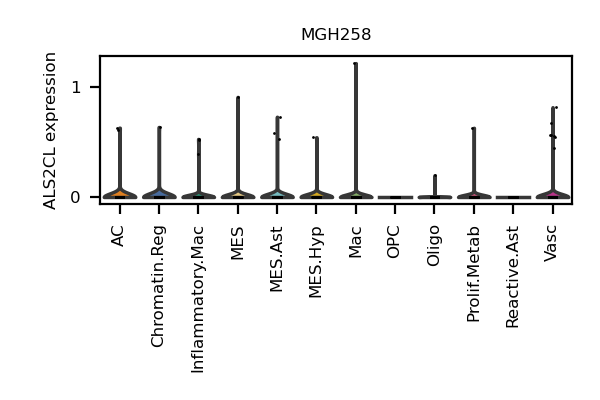 MGH258
ALS2CL expression
1
0
AC
Chromatin.Reg
Inflammatory.Mac
MES
MES.Ast
MES.Hyp
Mac
OPC
Oligo
Prolif.Metab
Reactive.Ast
Vasc